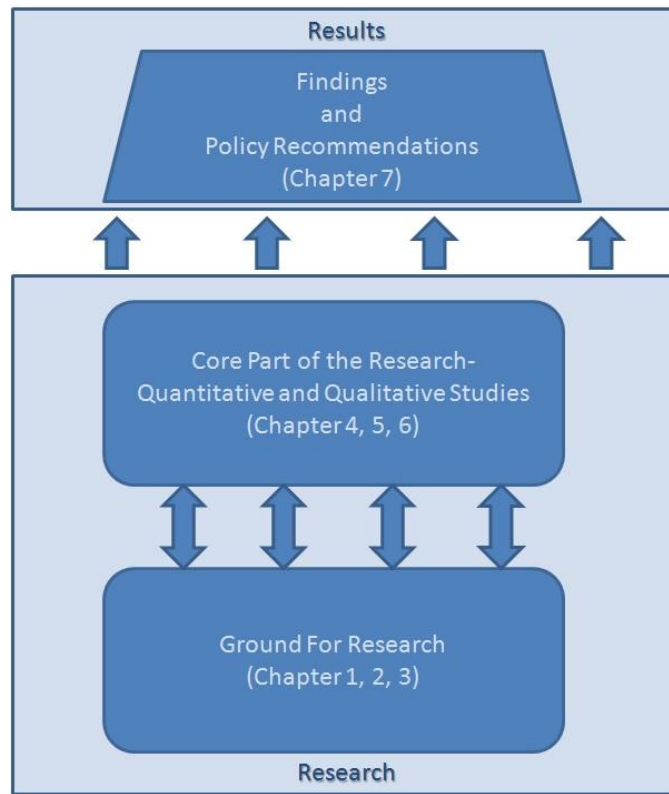 Results
Findings
and
Policy Recommendations
(Chapter 7)
Core Part of the Research-
Quantitative and Qualitative Studies
(Chapter 4, 5, 6)
Ground For Research
(Chapter 1, 2, 3)
Research